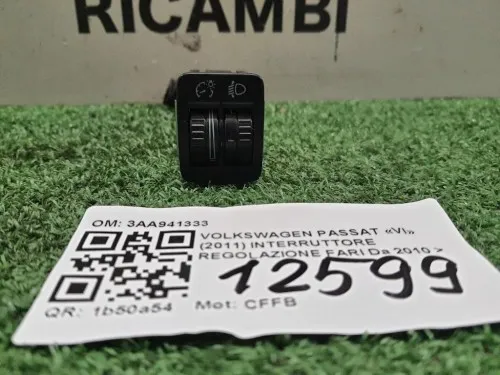 RICAMBI
OM: 3AA941333
VOLKSWAGEN PASSAT «VI»
(2011) INTERRUTTORE
REGOLAZIONE FARI Da 2010 >
12599
QR: 1b50a54
Mot: CFFB